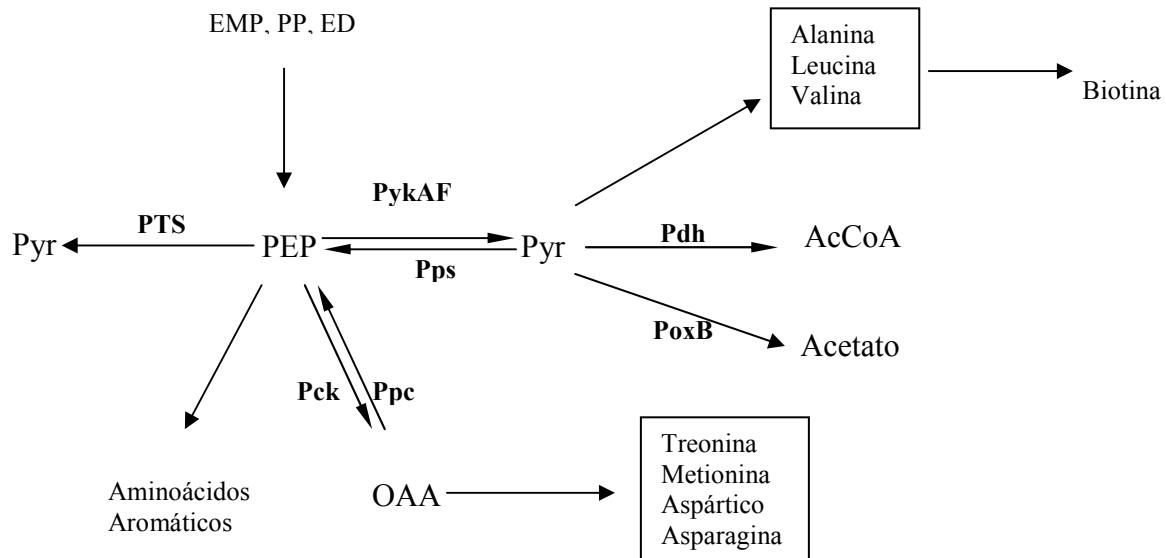 EMP, PP, ED
Alanina
Leucina
Valina
Biotina
PykAF
PTS
Pyr
PEP
Pps
Pyr
Pdh
AcCoA
PoxB
Acetato
Pck
Ppc
Aminoácidos
Aromáticos
OAA
Treonina
Metionina
Aspártico
Asparagina